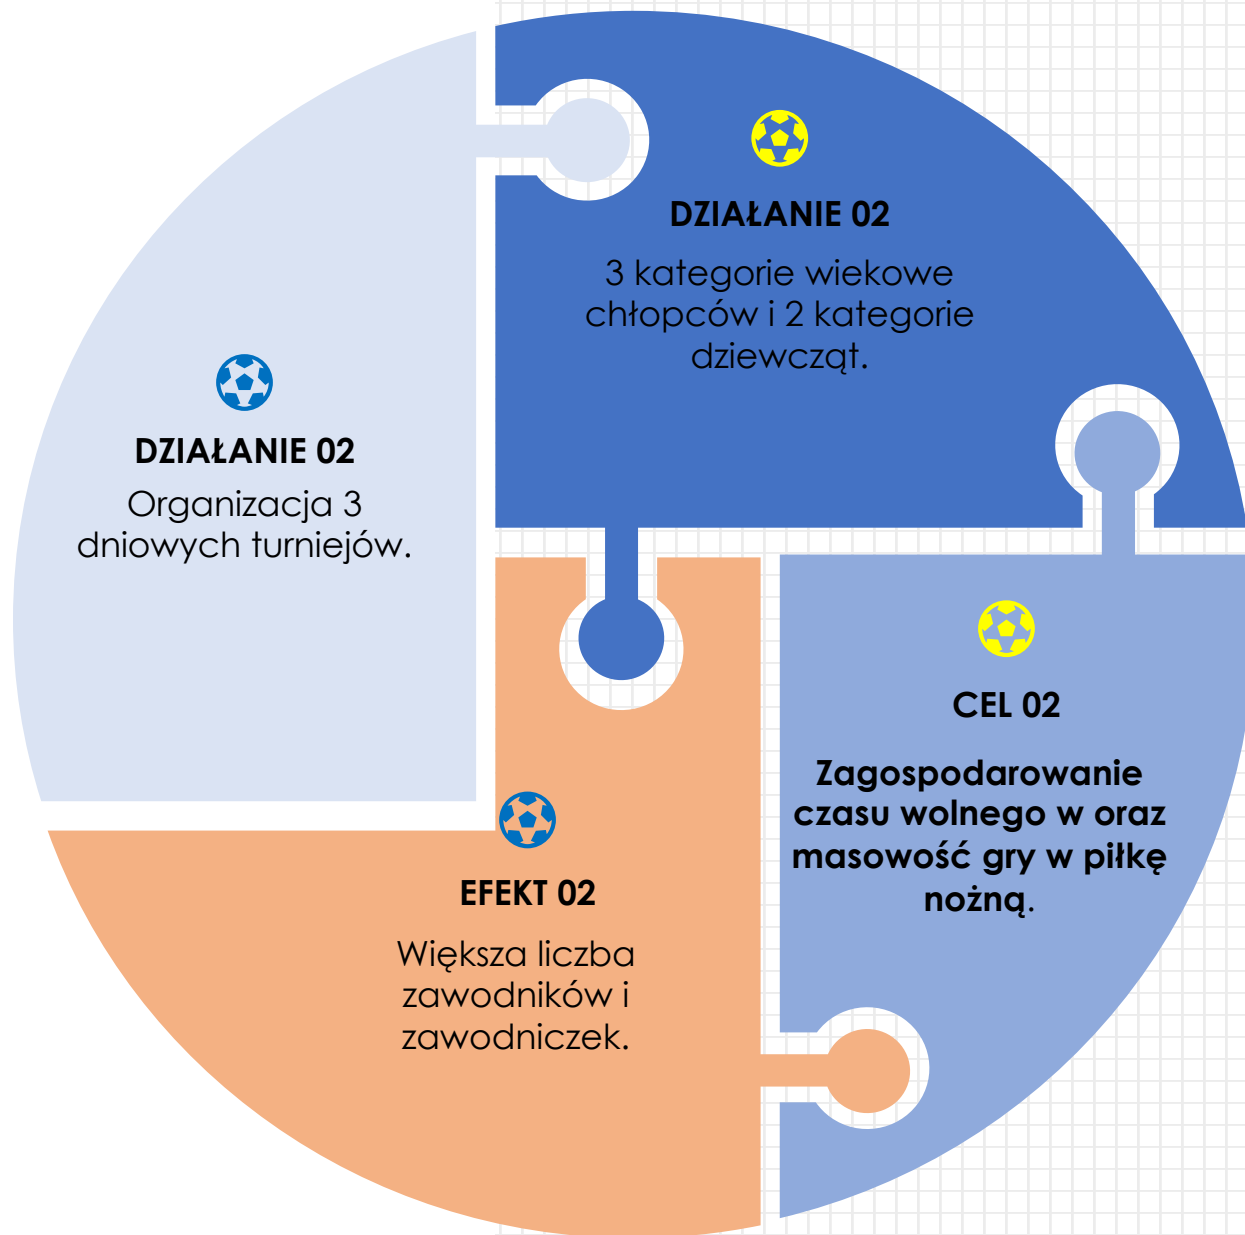 DZIAŁANIE 02
3 kategorie wiekowe
chłopców i 2 kategorie
dziewcząt.
DZIAŁANIE 02
Organizacja 3
dniowych turniejów.
CEL 02
Zagospodarowanie
czasu wolnego w oraz
masowość gry w piłkę
nożną.
EFEKT 02
Większa liczba
zawodników i
zawodniczek.